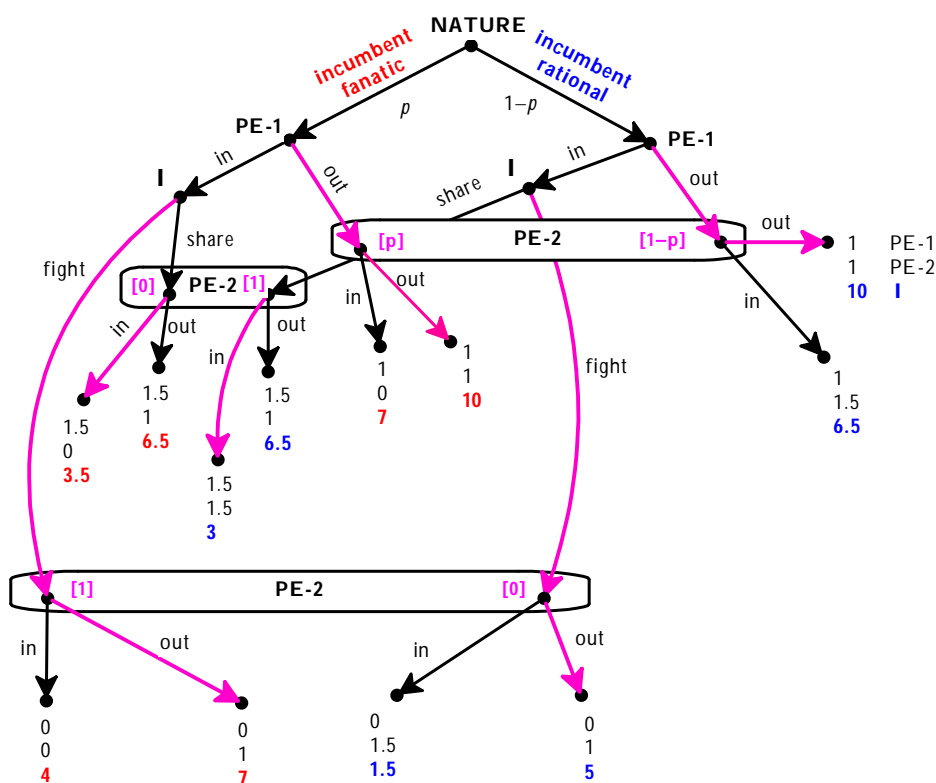 NATURE
incumbent
fanatic
incumbent
rational
p
1–p
PE-1
PE-1
in
out
in
out
I
I
share
share
[p]
PE-2
[1–p]
out
1 PE-1
1 PE-2
10 I
fight
[0]
PE-2
[1]
in
out
in
out
in
out
in
fight
1.5
0
3.5
1.5
1
6.5
1.5
1.5
3
1.5
1
6.5
1
0
7
1
1
10
1
1.5
6.5
[1]
PE-2
[0]
in
out
in
out
0
0
4
0
1
7
0
1.5
1.5
0
1
5